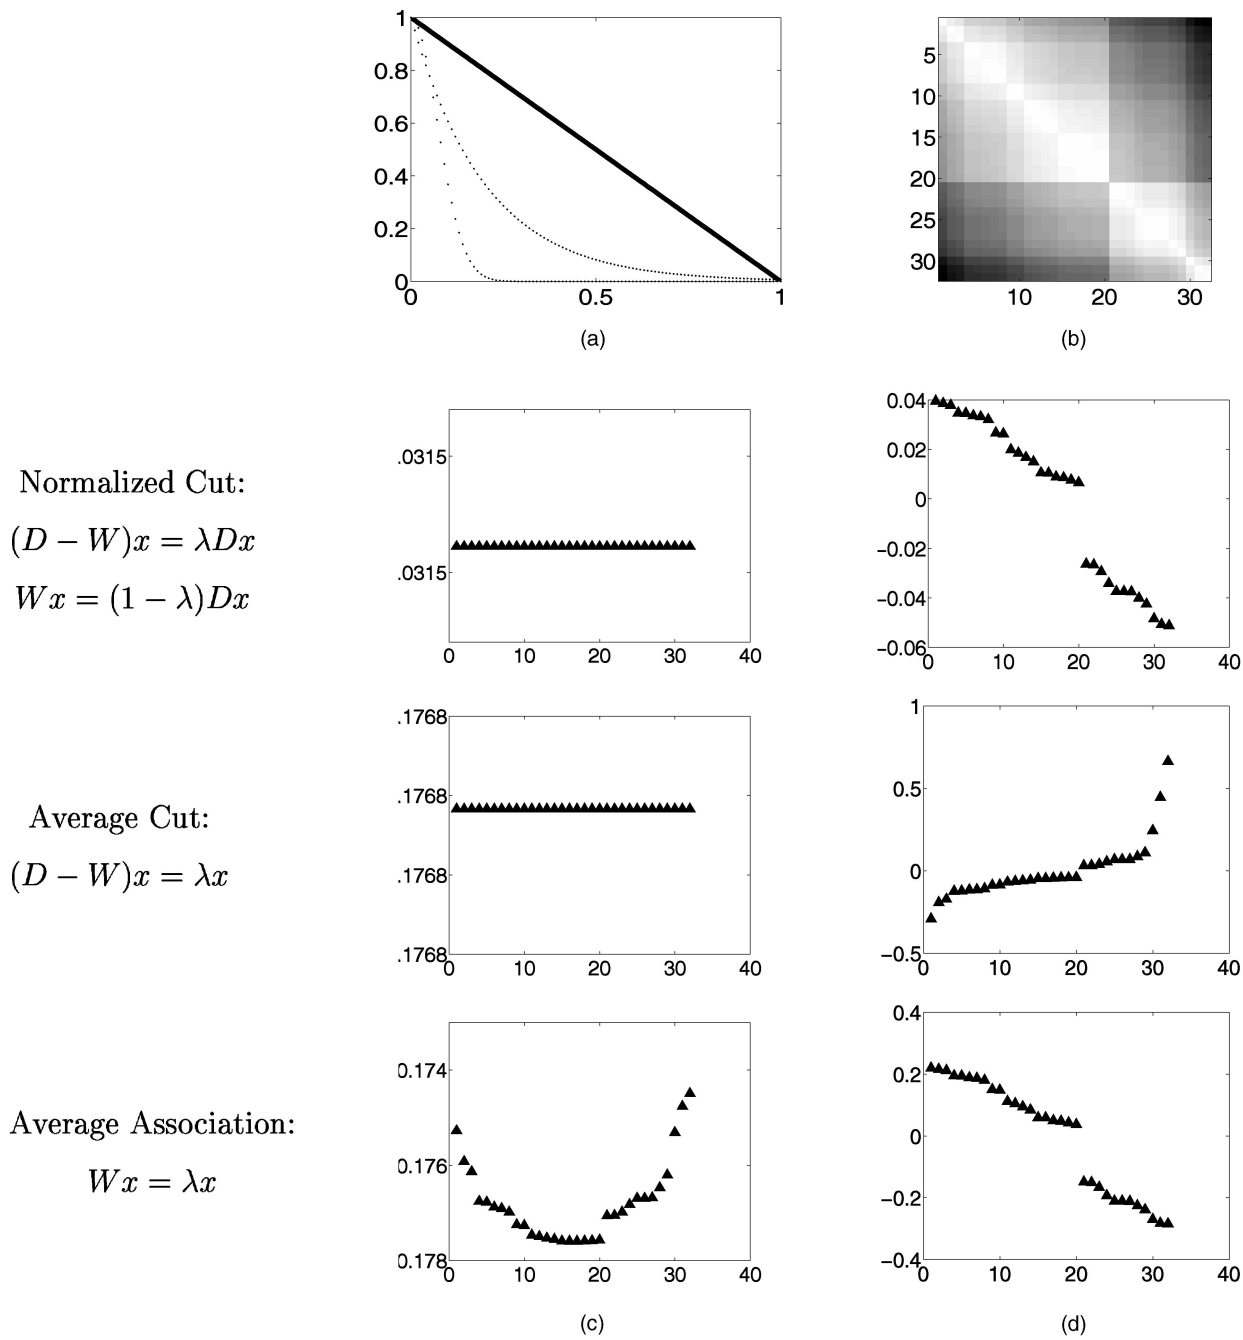 1
0.8
0.6
0.4
0.2
0
0 0.5 1
(a)
5
10
15
20
25
30
10 20 30
(b)
Normalized Cut:
(D − W)x = λDx
Wx = (1 − λ)Dx
.0315
.0315
0 10 20 30 40
0.04
0.02
0
−0.02
−0.04
−0.06
0 10 20 30 40
Average Cut:
(D − W)x = λx
.1768
.1768
.1768
.1768
0 10 20 30 40
1
0.5
0
−0.5
0 10 20 30 40
Average Association:
Wx = λx
0.174
0.176
0.178
0 10 20 30 40
(c)
0.4
0.2
0
−0.2
−0.4
0 10 20 30 40
(d)